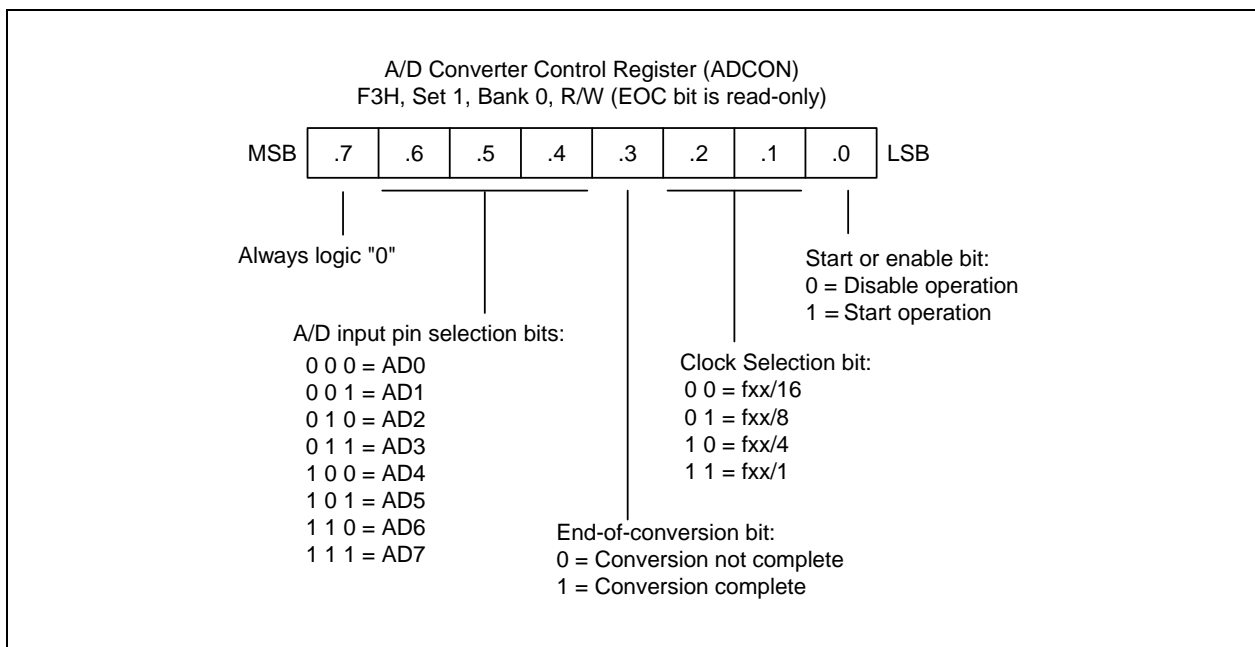 A/D Converter Control Register (ADCON)
F3H, Set 1, Bank 0, R/W (EOC bit is read-only)
MSB .7 .6 .5 .4 .3 .2 .1 .0 LSB
Always logic "0"
Start or enable bit:
0 = Disable operation
1 = Start operation
A/D input pin selection bits:
0 0 0 = AD0
0 0 1 = AD1
0 1 0 = AD2
0 1 1 = AD3
1 0 0 = AD4
1 0 1 = AD5
1 1 0 = AD6
1 1 1 = AD7
Clock Selection bit:
0 0 = fxx/16
0 1 = fxx/8
1 0 = fxx/4
1 1 = fxx/1
End-of-conversion bit:
0 = Conversion not complete
1 = Conversion complete